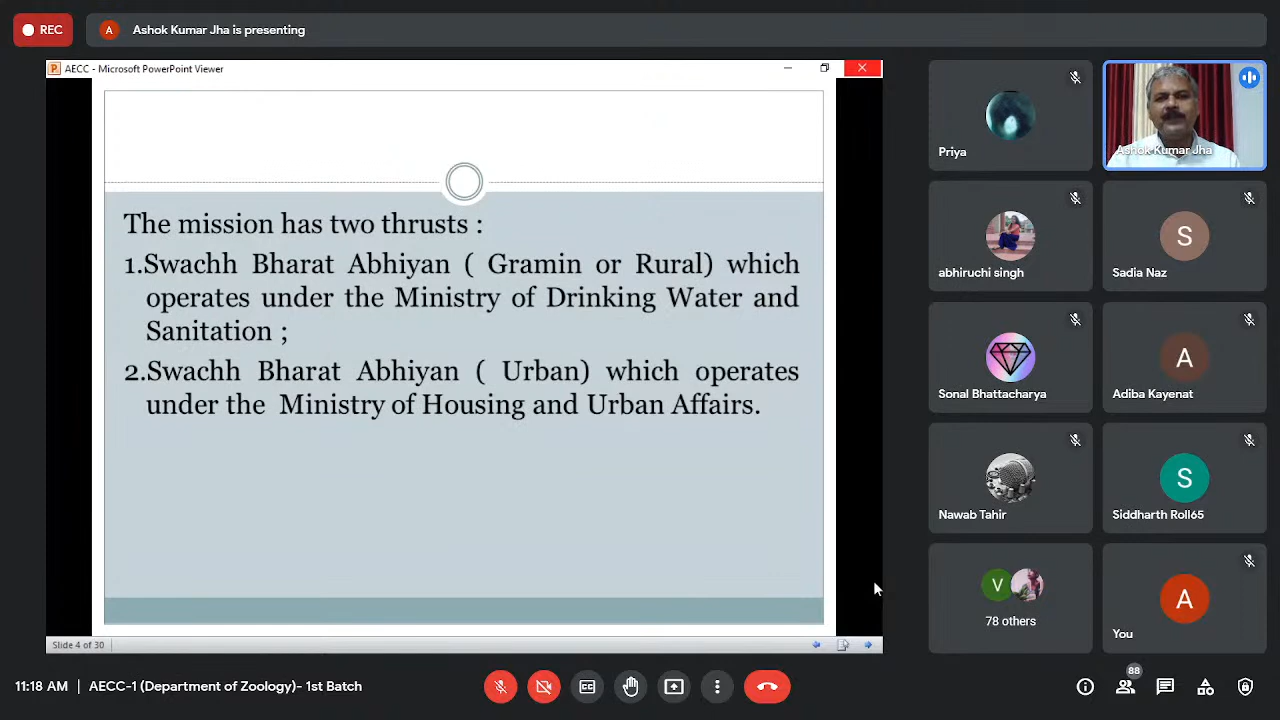 REC
A
Ashok Kumar Jha is presenting
P
AECC - Microsoft PowerPoint Viewer
The mission has two thrusts :
1.Swachh Bharat Abhiyan ( Gramin or Rural) which
operates under the Ministry of Drinking Water and
Sanitation ;
2.Swachh Bharat Abhiyan ( Urban) which operates
under the Ministry of Housing and Urban Affairs.
Slide 4 of 30
Priya
Ashok Kumar Jha
abhiruchi singh
S
Sadia Naz
Sonal Bhattacharya
A
Adiba Kayenat
Nawab Tahir
S
Siddharth Roll65
V
78 others
A
You
11:18 AM | AECC-1 (Department of Zoology)- 1st Batch
88